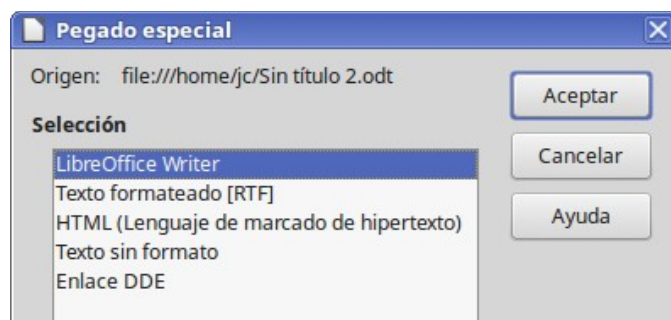 Pegado especial
Origen: file:///home/jc/Sin título 2.odt
Aceptar
Selección
LibreOffice Writer
Cancelar
Texto formateado [RTF]
HTML (Lenguaje de marcado de hipertexto)
Ayuda
Texto sin formato
Enlace DDE